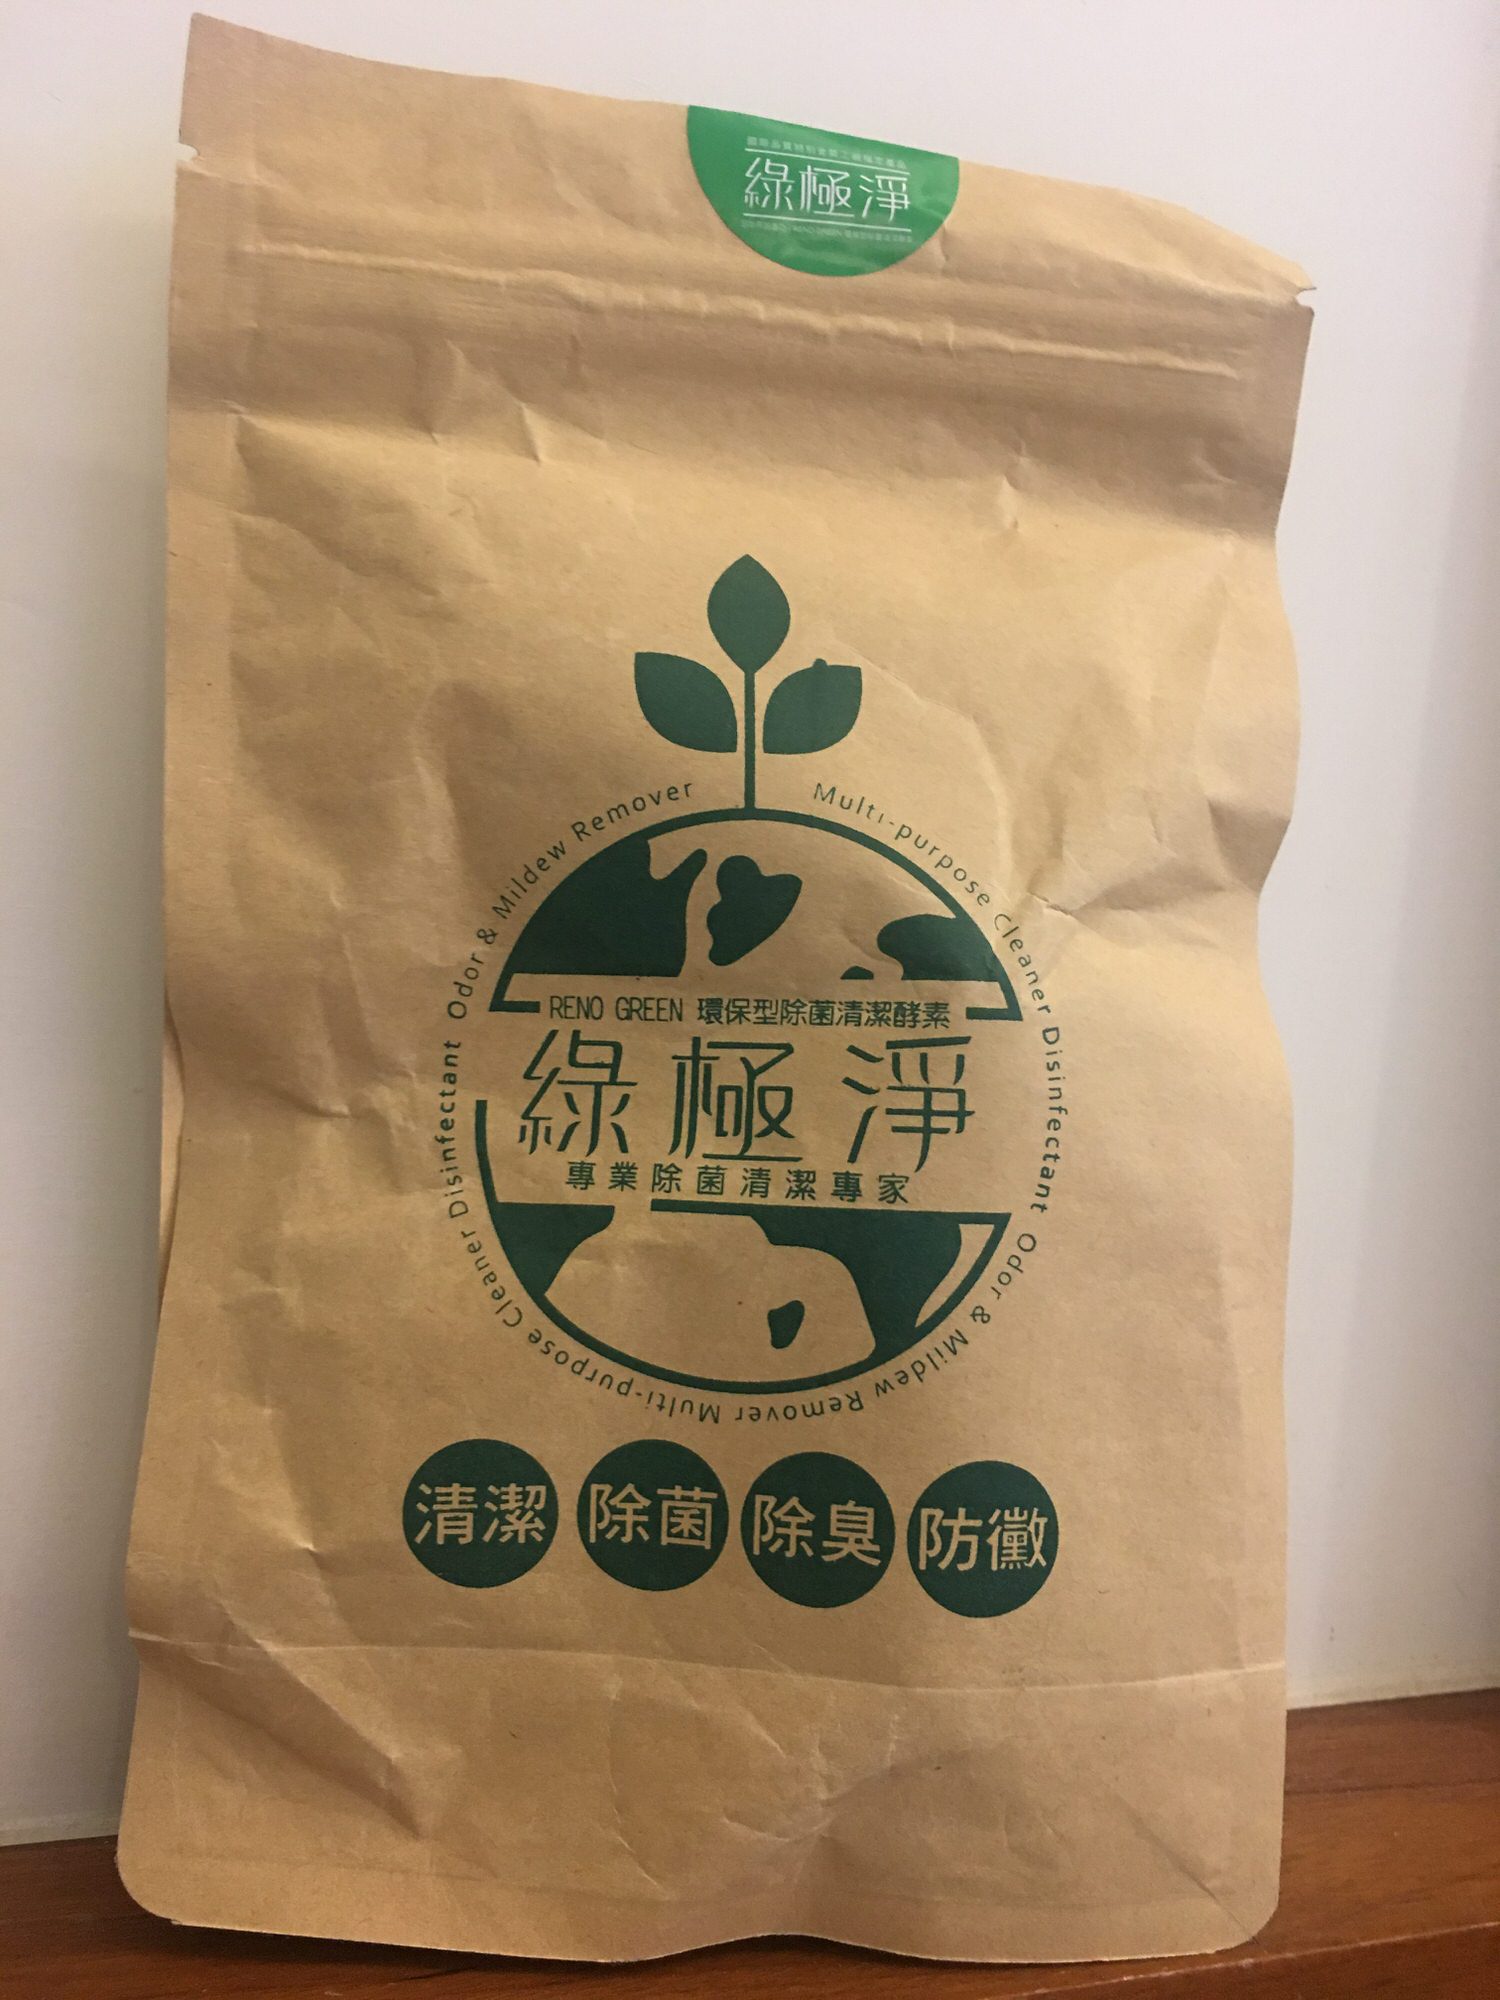 綠極淨
Odor & Mildew Remover Multi-purpose Cleaner Disinfectant Odor & Mildew Remover Multi-purpose Cleaner Disinfectant
RENO GREEN 環保型除菌清潔酵素
綠極淨
專業除菌清潔專家
清潔 除菌 除臭 防黴